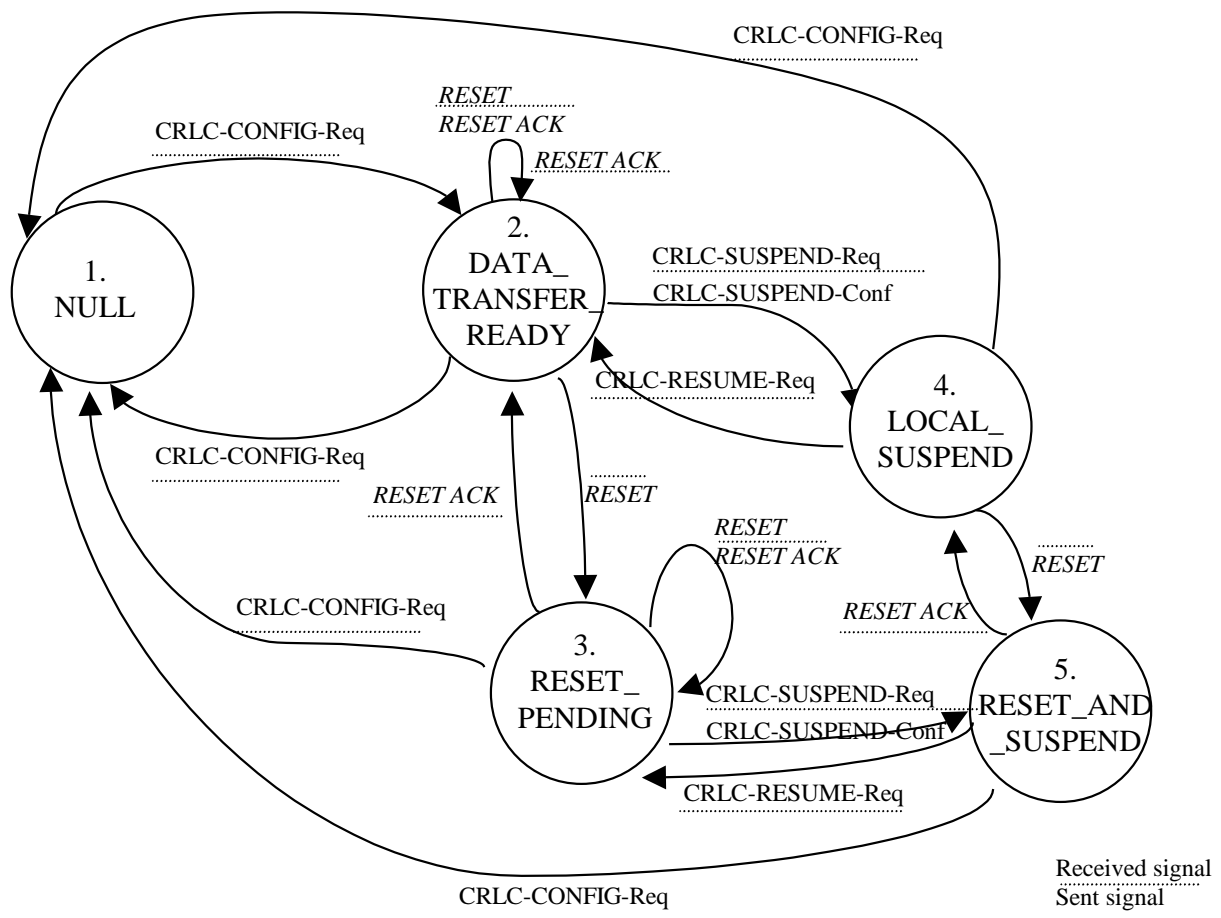 CRLC-CONFIG-Req
RESET
RESET ACK
CRLC-CONFIG-Req
RESET ACK
1.
NULL
2.
DATA_
TRANSFER_
READY
CRLC-SUSPEND-Req
CRLC-SUSPEND-Conf
CRLC-RESUME-Req
4.
LOCAL_
SUSPEND
CRLC-CONFIG-Req
RESET ACK
RESET
RESET
RESET ACK
RESET
CRLC-CONFIG-Req
RESET ACK
3.
RESET_
PENDING
CRLC-SUSPEND-Req
CRLC-SUSPEND-Conf
CRLC-RESUME-Req
5.
RESET_AND
_SUSPEND
CRLC-CONFIG-Req
Received signal
Sent signal